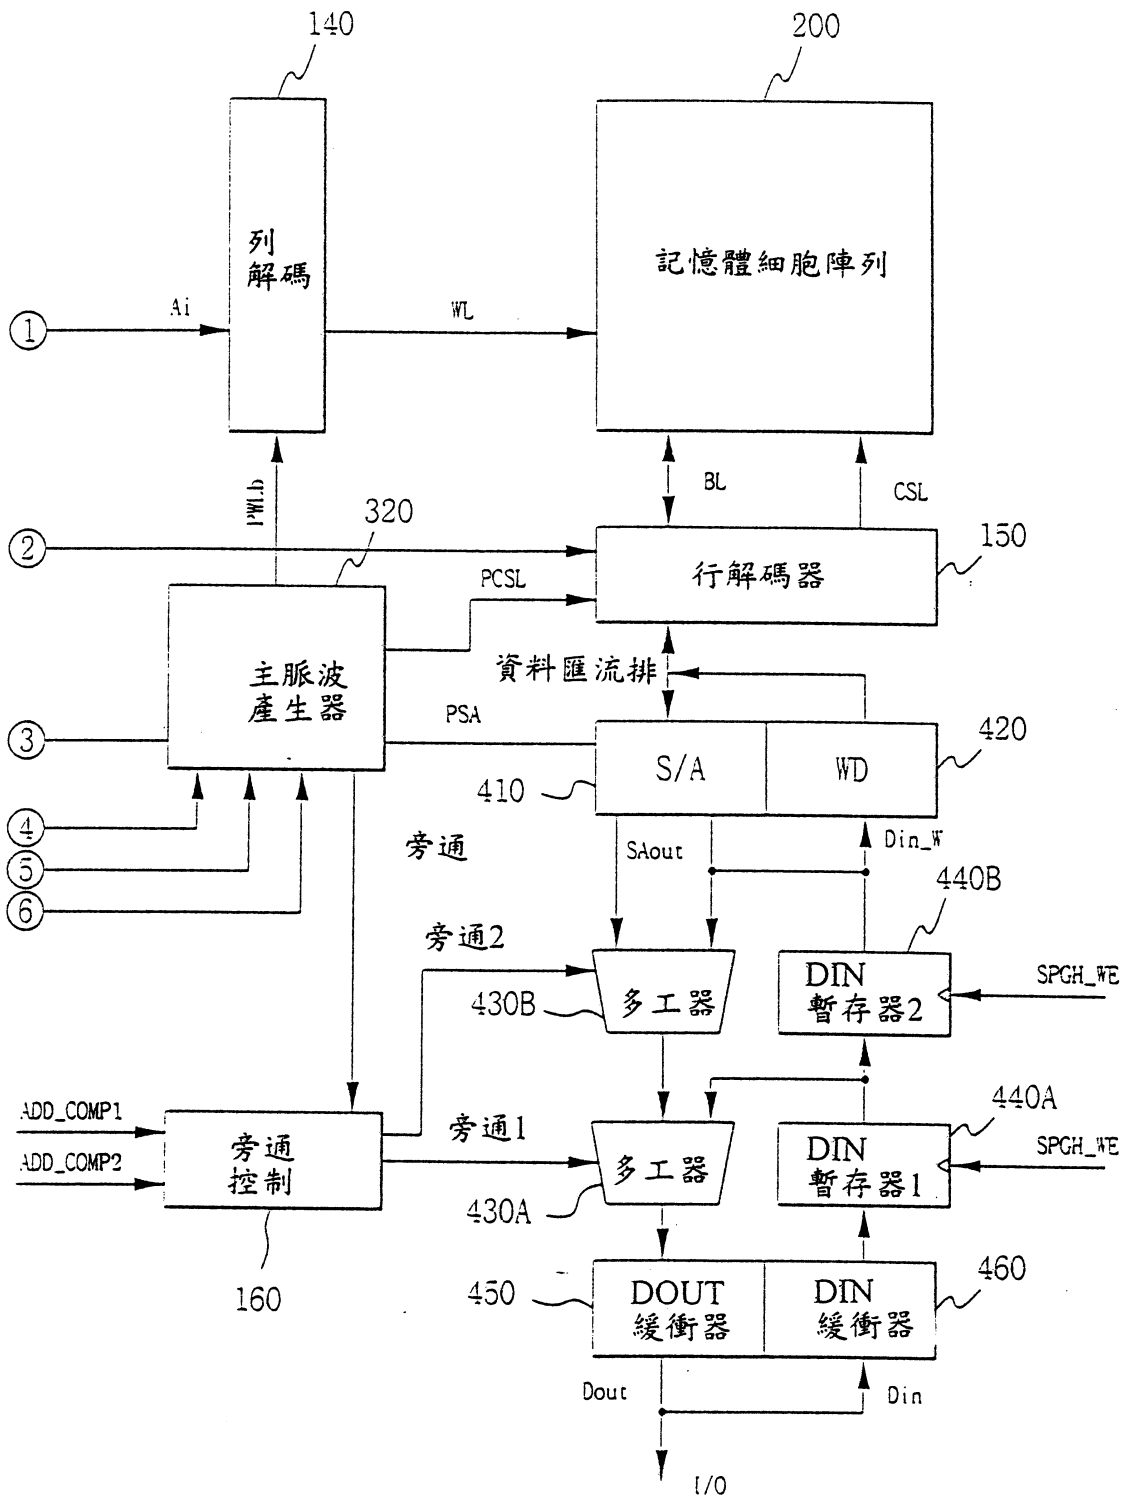 140
200
列
解碼
記憶體細胞陣列
Ai
WL
①
PWLb
BL
CSL
320
②
150
行解碼器
PCSL
主脈波
產生器
資料匯流排
③
PSA
S/A
WD
420
410
④
⑤
⑥
旁通
SAout
Din_W
440B
旁通2
430B
多工器
DIN
暫存器2
SPGH_WE
ADD_COMP1
ADD_COMP2
旁通
控制
旁通1
440A
430A
多工器
DIN
暫存器1
SPGH_WE
160
450
DOUT
緩衝器
DIN
緩衝器
460
Dout
Din
I/O